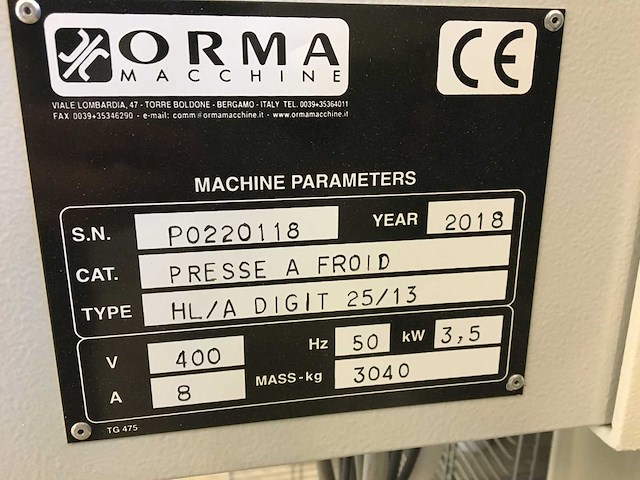 ORMA
MACCHINE
CE
VIALE LOMBARDIA, 47 - TORRE BOLDONE - BERGAMO - ITALY TEL. 0039+35364011
FAX 0039+35346290 - e-mail: comm@ormamacchine.it - www.ormamacchine.it
MACHINE PARAMETERS
S.N. P0220118 YEAR 2018
CAT. PRESSE A FROID
TYPE HL/A DIGIT 25/13
V 400 Hz 50 kW 3,5
A 8 MASS-kg 3040
TG 475